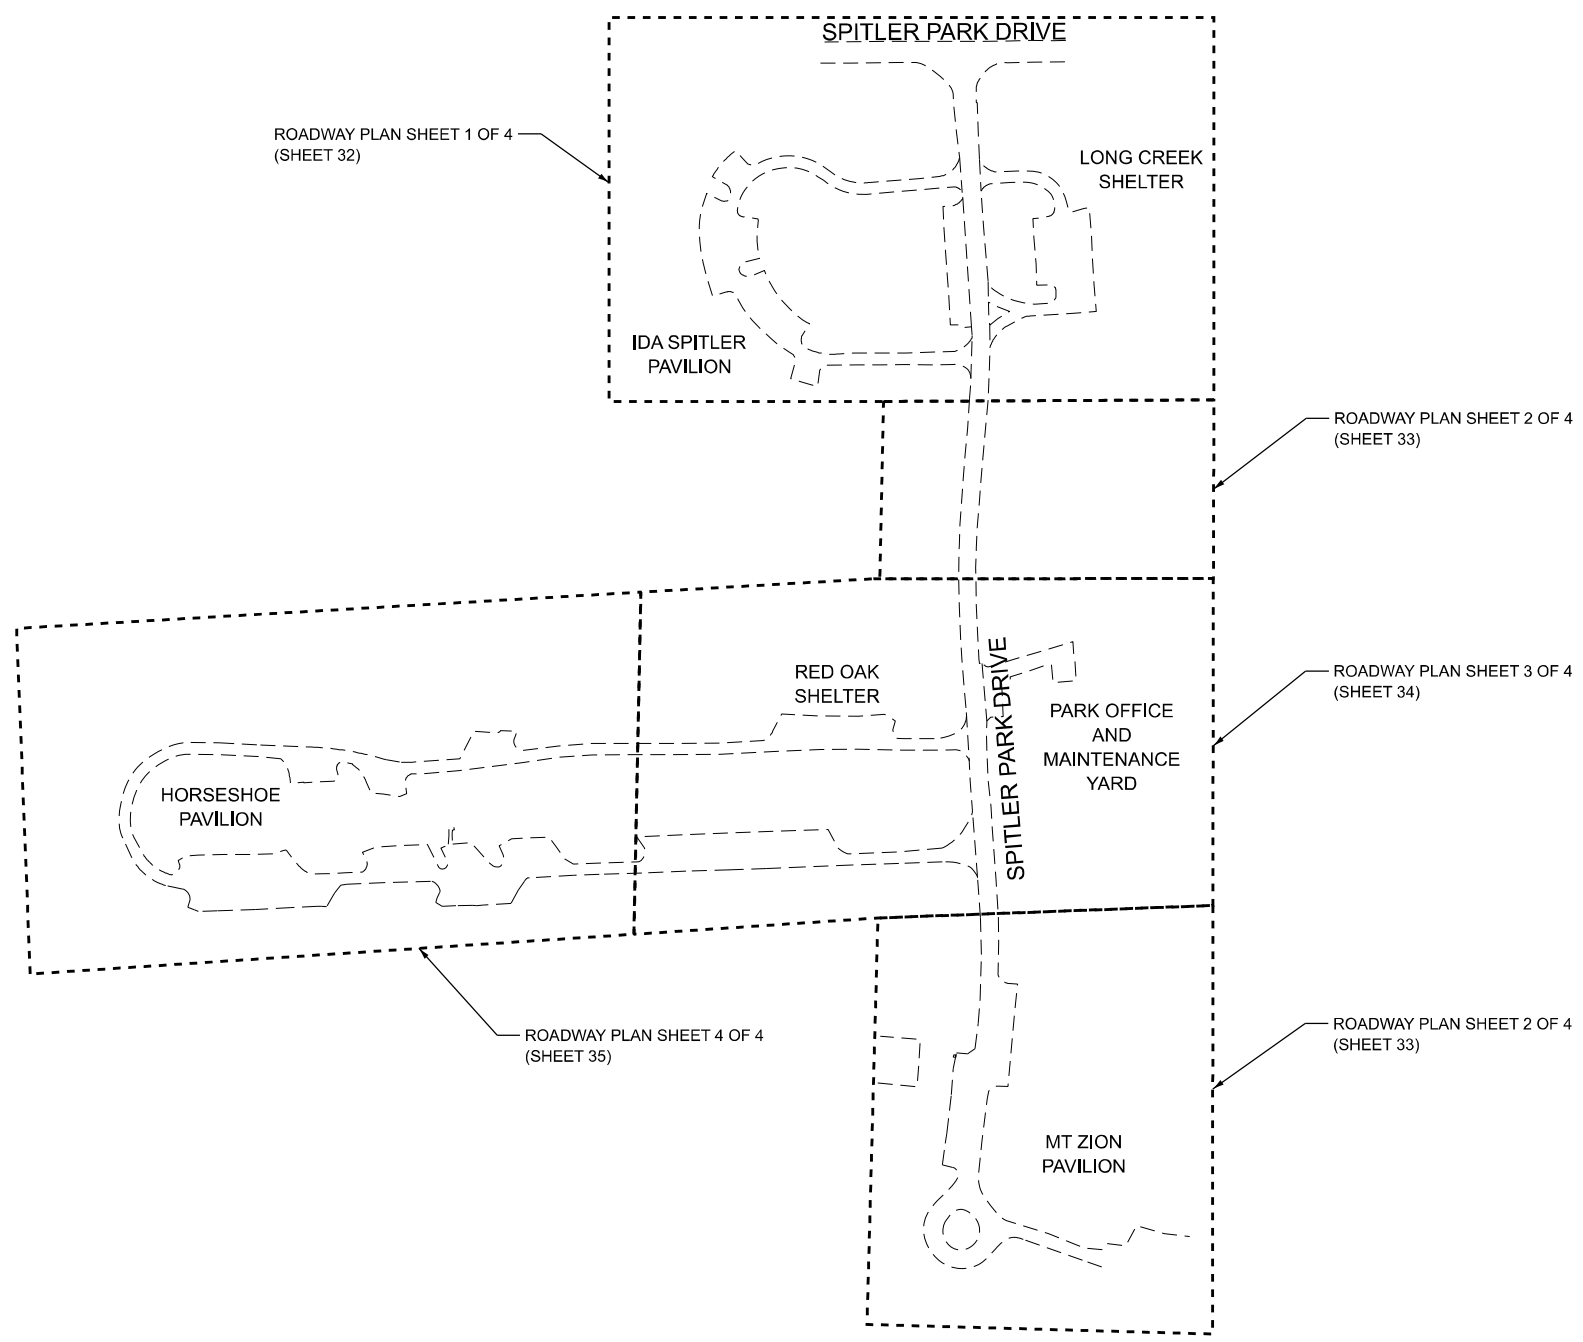 SPITLER PARK DRIVE
ROADWAY PLAN SHEET 1 OF 4
(SHEET 32)
LONG CREEK
SHELTER
IDA SPITLER
PAVILION
ROADWAY PLAN SHEET 2 OF 4
(SHEET 33)
RED OAK
SHELTER
SPITLER PARK DRIVE
ROADWAY PLAN SHEET 3 OF 4
(SHEET 34)
PARK OFFICE
AND
MAINTENANCE
YARD
HORSESHOE
PAVILION
ROADWAY PLAN SHEET 4 OF 4
(SHEET 35)
ROADWAY PLAN SHEET 2 OF 4
(SHEET 33)
MT ZION
PAVILION